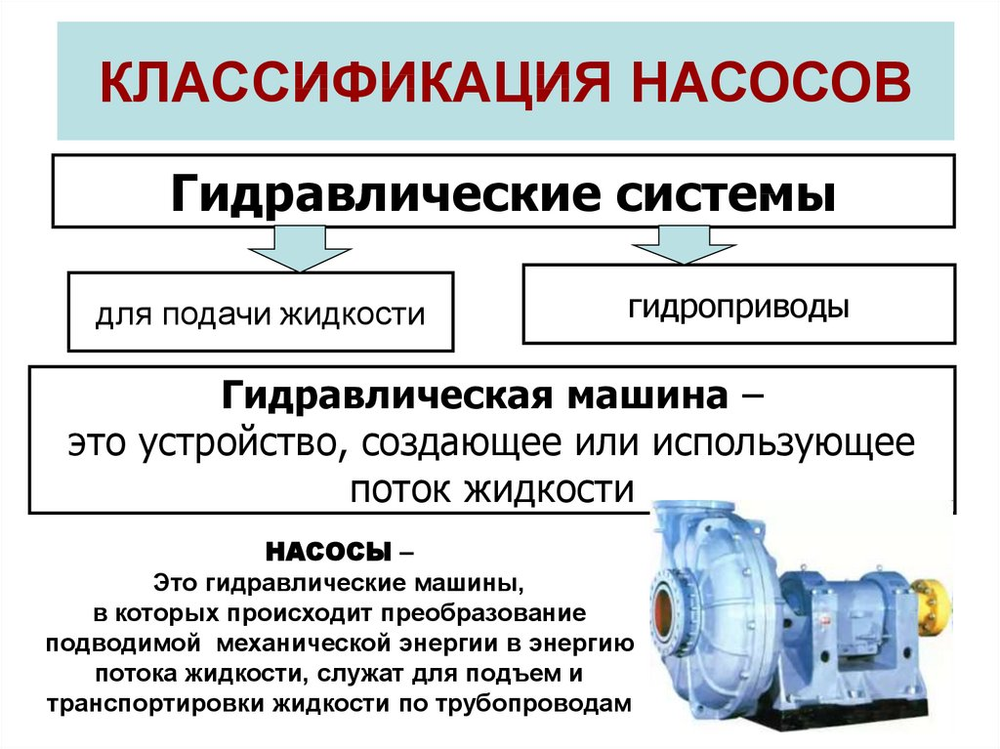 КЛАССИФИКАЦИЯ НАСОСОВ
Гидравлические системы
для подачи жидкости
гидроприводы
Гидравлическая машина –
это устройство, создающее или использующее
поток жидкости
НАСОСЫ –
Это гидравлические машины,
в которых происходит преобразование
подводимой механической энергии в энергию
потока жидкости, служат для подъем и
транспортировки жидкости по трубопроводам